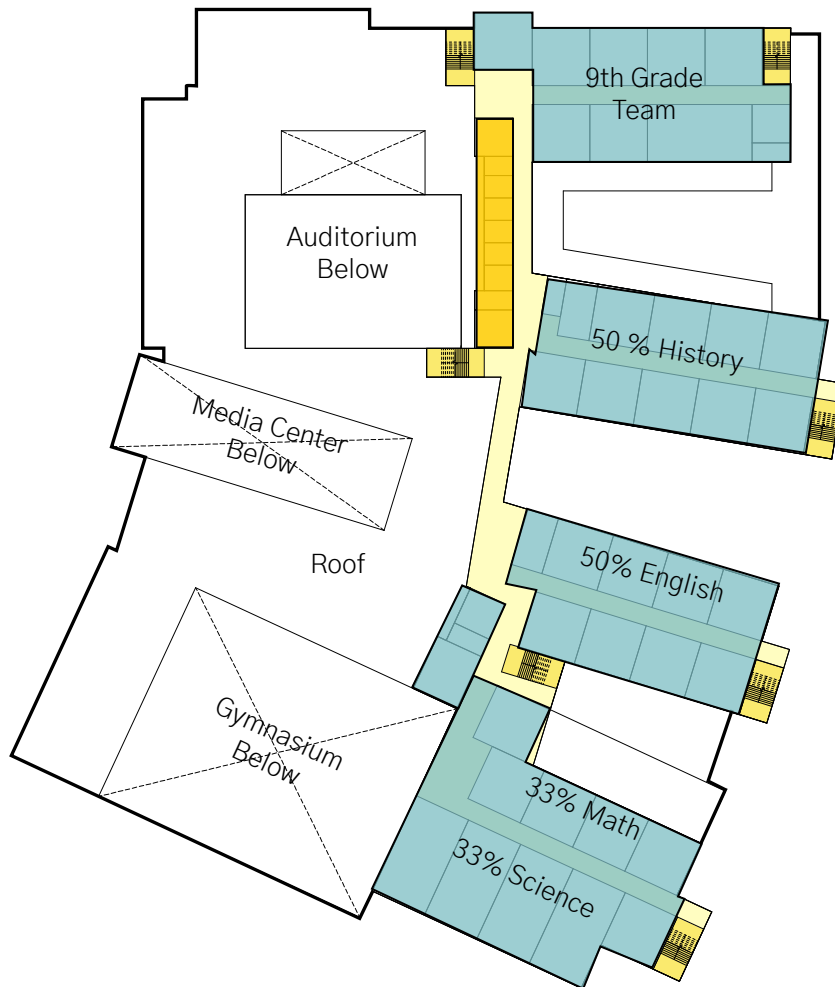 9th Grade
Team
Auditorium
Below
50 % History
Media Center
Below
Roof
50% English
Gymnasium
Below
33% Math
33% Science